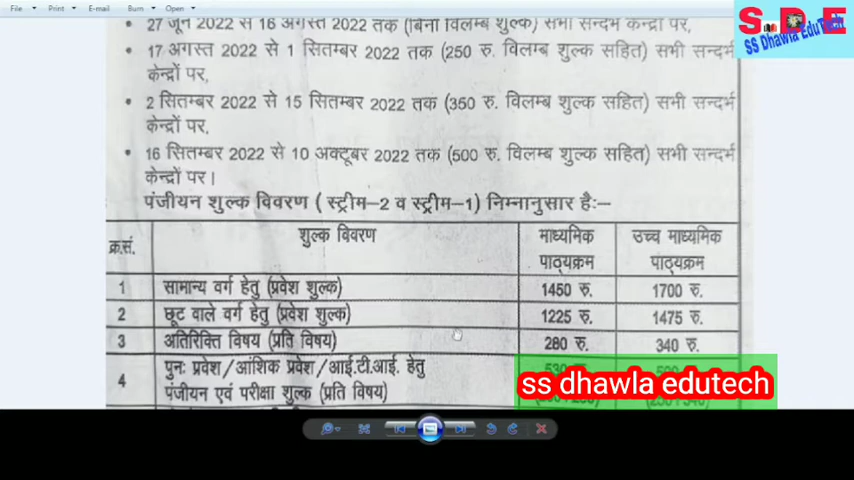 File Print E-mail Burn Open
• 27 जून 2022 से 16 अगस्त 2022 तक (बिना विलम्ब शुल्क) सभी सन्दर्भ केन्द्रों पर,
• 17 अगस्त 2022 से 1 सितम्बर 2022 तक (250 रु. विलम्ब शुल्क सहित) सभी सन्दर्भ
केन्द्रों पर,
• 2 सितम्बर 2022 से 15 सितम्बर 2022 तक (350 रु. विलम्ब शुल्क सहित) सभी सन्दर्भ
केन्द्रों पर,
• 16 सितम्बर 2022 से 10 अक्टूबर 2022 तक (500 रु. विलम्ब शुल्क सहित) सभी सन्दर्भ
केन्द्रों पर।
पंजीयन शुल्क विवरण ( स्ट्रीम-2 व स्ट्रीम-1) निम्नानुसार है:-
क्र.सं. शुल्क विवरण माध्यमिक पाठ्यक्रम उच्च माध्यमिक पाठ्यक्रम
1 सामान्य वर्ग हेतु (प्रवेश शुल्क) 1450 रु. 1700 रु.
2 छूट वाले वर्ग हेतु (प्रवेश शुल्क) 1225 रु. 1475 रु.
3 अतिरिक्ति विषय (प्रति विषय) 280 रु. 340 रु.
4 पुनः प्रवेश/आंशिक प्रवेश/आई.टी.आई. हेतु
पंजीयन एवं परीक्षा शुल्क (प्रति विषय)
S D E
SS Dhawla EduTech
ss dhawla edutech